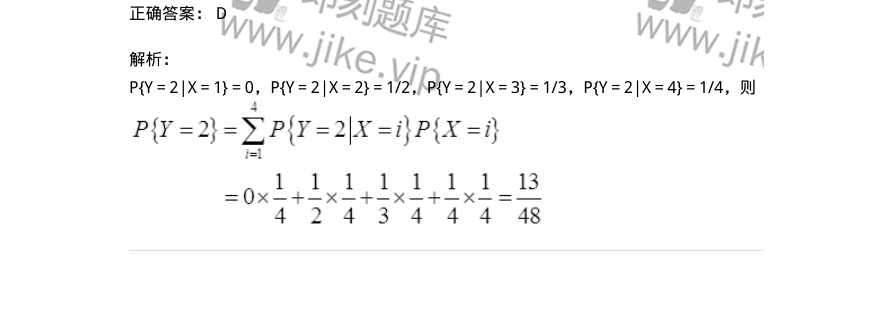 正确答案： D
即刻题库
www.jike.vip
www.jik
解析：
P{Y = 2 | X = 1} = 0，P{Y = 2 | X = 2} = 1/2，P{Y = 2 | X = 3} = 1/3，P{Y = 2 | X = 4} = 1/4，则
P{Y = 2} = ∑_{i=1}^{4} P{Y = 2|X = i}P{X = i}
= 0 × 1/4 + 1/2 × 1/4 + 1/3 × 1/4 + 1/4 × 1/4 = 13/48